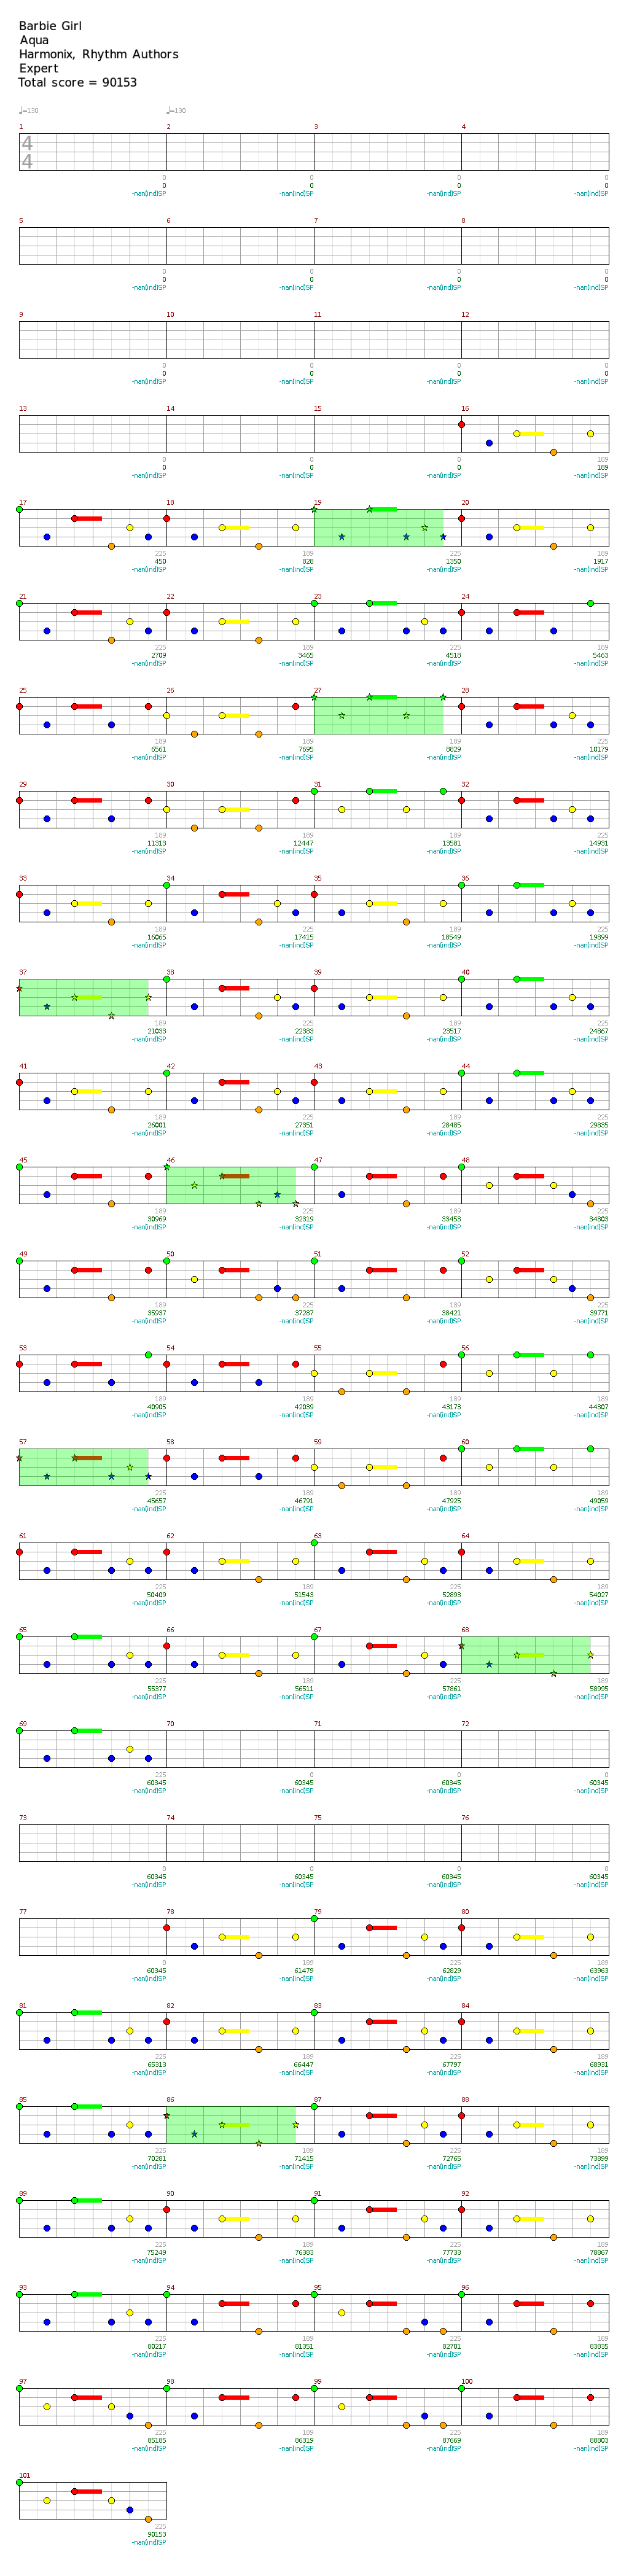 Barbie Girl
Aqua
Harmonix, Rhythm Authors
Expert
Total score = 90153
♩=130 ♩=130
1 2 3 4
4
4
0 0 0 0
0 0 0 0
-nan(ind)SP -nan(ind)SP -nan(ind)SP -nan(ind)SP
5 6 7 8
0 0 0 0
0 0 0 0
-nan(ind)SP -nan(ind)SP -nan(ind)SP -nan(ind)SP
9 10 11 12
0 0 0 0
0 0 0 0
-nan(ind)SP -nan(ind)SP -nan(ind)SP -nan(ind)SP
13 14 15 16
0 0 0 189
0 0 0 189
-nan(ind)SP -nan(ind)SP -nan(ind)SP -nan(ind)SP
17 18 19 20
225 189 225 189
450 828 1350 1917
-nan(ind)SP -nan(ind)SP -nan(ind)SP -nan(ind)SP
21 22 23 24
225 189 225 189
2709 3465 4518 5463
-nan(ind)SP -nan(ind)SP -nan(ind)SP -nan(ind)SP
25 26 27 28
189 189 189 225
6561 7695 8829 10179
-nan(ind)SP -nan(ind)SP -nan(ind)SP -nan(ind)SP
29 30 31 32
189 189 189 225
11313 12447 13581 14931
-nan(ind)SP -nan(ind)SP -nan(ind)SP -nan(ind)SP
33 34 35 36
189 225 189 225
16065 17415 18549 19899
-nan(ind)SP -nan(ind)SP -nan(ind)SP -nan(ind)SP
37 38 39 40
189 225 189 225
21033 22383 23517 24867
-nan(ind)SP -nan(ind)SP -nan(ind)SP -nan(ind)SP
41 42 43 44
189 225 189 225
26001 27351 28485 29835
-nan(ind)SP -nan(ind)SP -nan(ind)SP -nan(ind)SP
45 46 47 48
189 225 189 225
30969 32319 33453 34803
-nan(ind)SP -nan(ind)SP -nan(ind)SP -nan(ind)SP
49 50 51 52
189 225 189 225
35937 37287 38421 39771
-nan(ind)SP -nan(ind)SP -nan(ind)SP -nan(ind)SP
53 54 55 56
189 189 189 189
40905 42039 43173 44307
-nan(ind)SP -nan(ind)SP -nan(ind)SP -nan(ind)SP
57 58 59 60
225 189 189 189
45657 46791 47925 49059
-nan(ind)SP -nan(ind)SP -nan(ind)SP -nan(ind)SP
61 62 63 64
225 189 225 189
50409 51543 52893 54027
-nan(ind)SP -nan(ind)SP -nan(ind)SP -nan(ind)SP
65 66 67 68
225 189 225 189
55377 56511 57861 58995
-nan(ind)SP -nan(ind)SP -nan(ind)SP -nan(ind)SP
69 70 71 72
225 0 0 0
60345 60345 60345 60345
-nan(ind)SP -nan(ind)SP -nan(ind)SP -nan(ind)SP
73 74 75 76
0 0 0 0
60345 60345 60345 60345
-nan(ind)SP -nan(ind)SP -nan(ind)SP -nan(ind)SP
77 78 79 80
0 189 225 189
60345 61479 62829 63963
-nan(ind)SP -nan(ind)SP -nan(ind)SP -nan(ind)SP
81 82 83 84
225 189 225 189
65313 66447 67797 68931
-nan(ind)SP -nan(ind)SP -nan(ind)SP -nan(ind)SP
85 86 87 88
225 189 225 189
70281 71415 72765 73899
-nan(ind)SP -nan(ind)SP -nan(ind)SP -nan(ind)SP
89 90 91 92
225 189 225 189
75249 76383 77733 78867
-nan(ind)SP -nan(ind)SP -nan(ind)SP -nan(ind)SP
93 94 95 96
225 189 225 189
80217 81351 82701 83835
-nan(ind)SP -nan(ind)SP -nan(ind)SP -nan(ind)SP
97 98 99 100
225 189 225 189
85185 86319 87669 88803
-nan(ind)SP -nan(ind)SP -nan(ind)SP -nan(ind)SP
101
225
90153
-nan(ind)SP